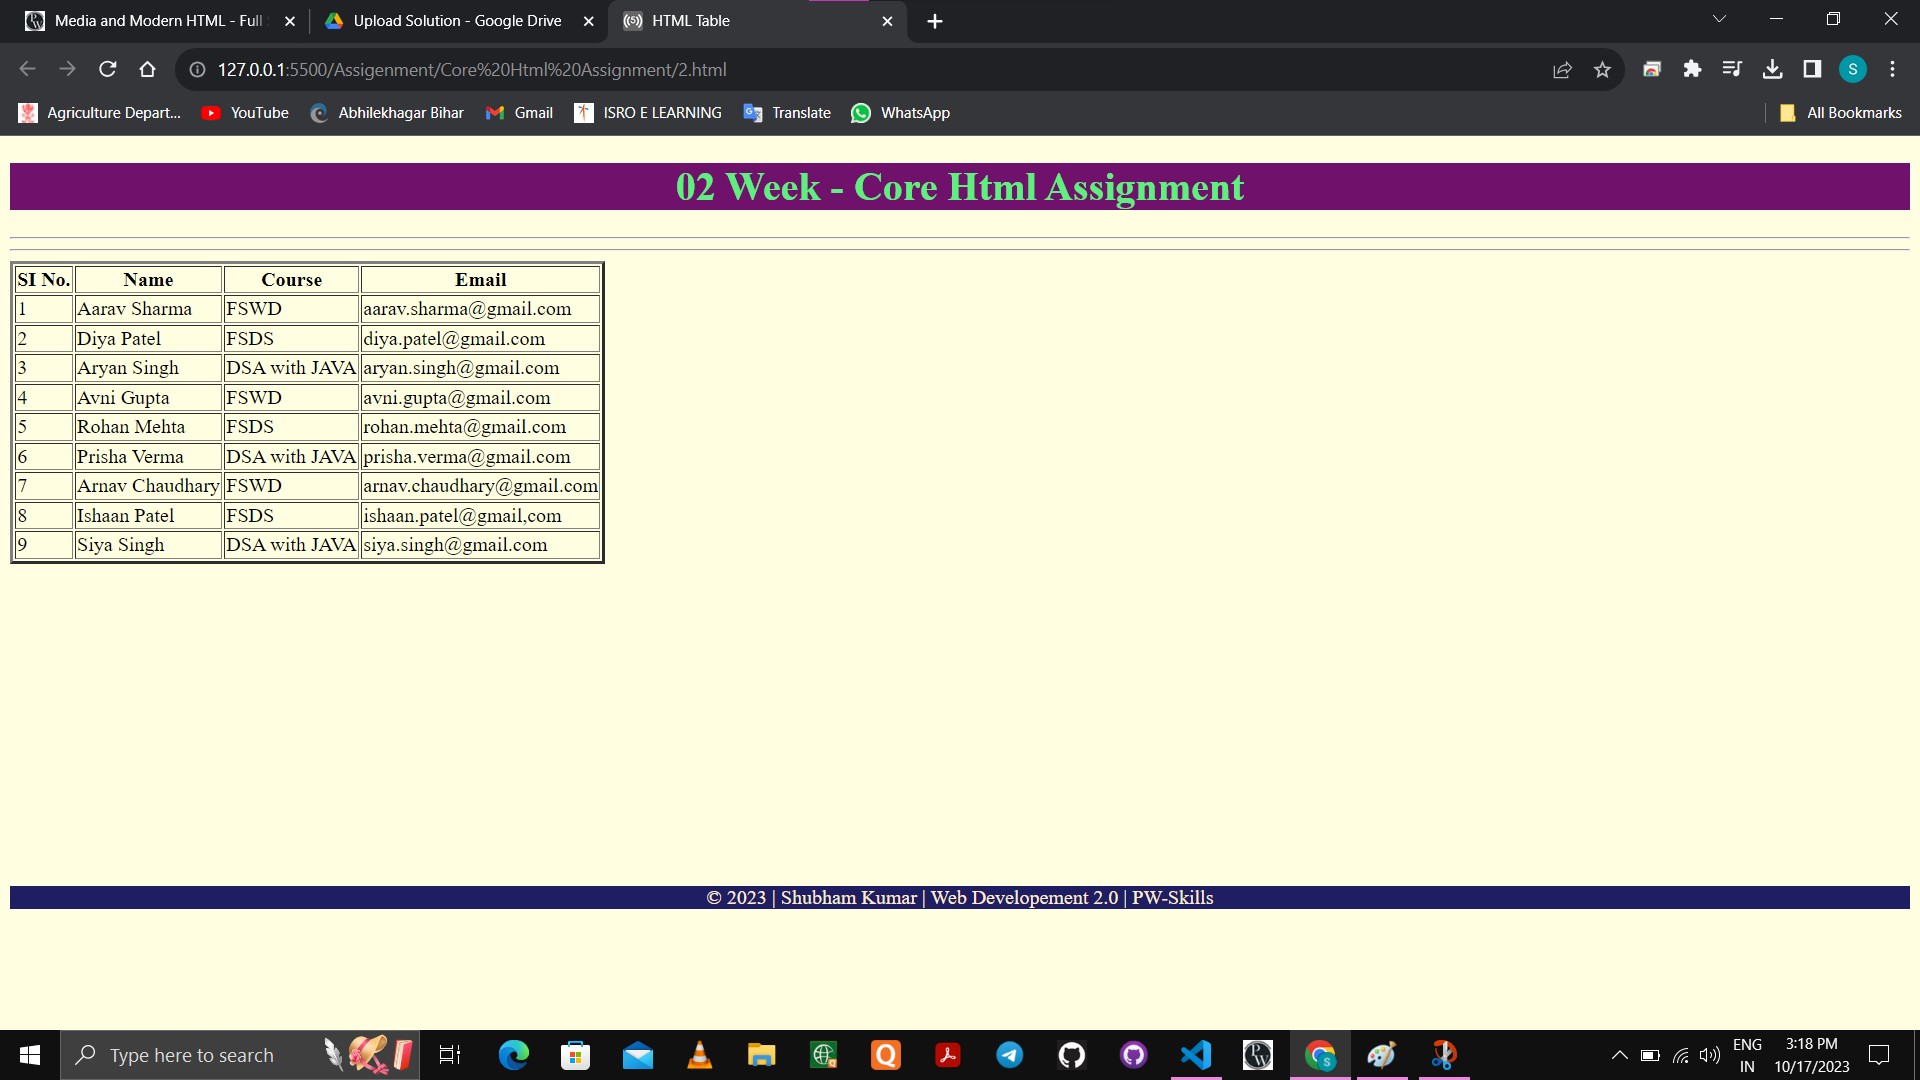 Media and Modern HTML - Full
Upload Solution - Google Drive
HTML Table
127.0.0.1:5500/Assigenment/Core%20Html%20Assignment/2.html
S
Agriculture Depart... YouTube Abhilekhagar Bihar Gmail ISRO E LEARNING Translate WhatsApp All Bookmarks
02 Week - Core Html Assignment
SI No. Name Course Email
1 Aarav Sharma FSWD aarav.sharma@gmail.com
2 Diya Patel FSDS diya.patel@gmail.com
3 Aryan Singh DSA with JAVA aryan.singh@gmail.com
4 Avni Gupta FSWD avni.gupta@gmail.com
5 Rohan Mehta FSDS rohan.mehta@gmail.com
6 Prisha Verma DSA with JAVA prisha.verma@gmail.com
7 Arnav Chaudhary FSWD arnav.chaudhary@gmail.com
8 Ishaan Patel FSDS ishaan.patel@gmail,com
9 Siya Singh DSA with JAVA siya.singh@gmail.com
© 2023 | Shubham Kumar | Web Developement 2.0 | PW-Skills
Type here to search
ENG
IN
3:18 PM
10/17/2023